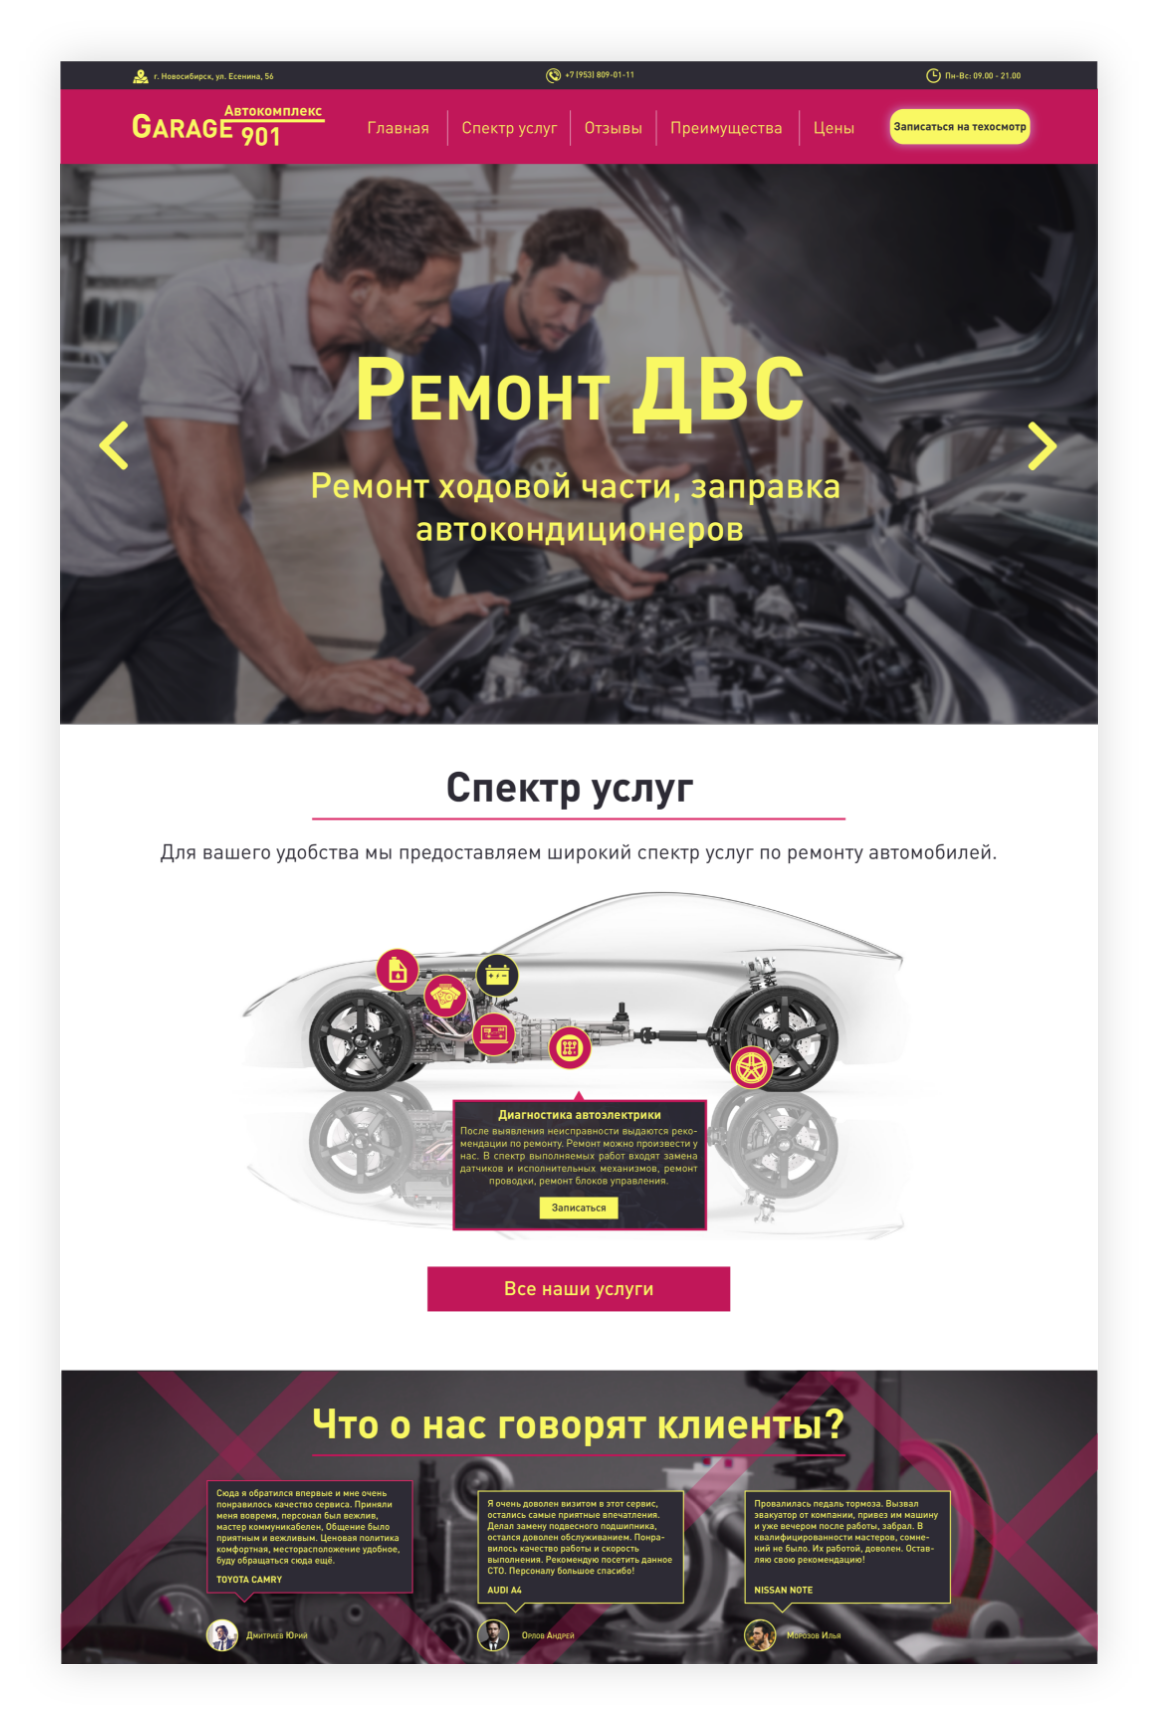 г. Новосибирск, ул. Есенина, 56
+7 (953) 809-01-11
Пн-Вс: 09.00 - 21.00
GARAGE Автокомплекс 901
Главная
Спектр услуг
Отзывы
Преимущества
Цены
Записаться на техосмотр
Ремонт ДВС
Ремонт ходовой части, заправка
автокондиционеров
Спектр услуг
Для вашего удобства мы предоставляем широкий спектр услуг по ремонту автомобилей.
Диагностика автоэлектрики
После выявления неисправности выдаются реко-
мендации по ремонту. Ремонт можно произвести у
нас. В спектр выполняемых работ входят замена
датчиков и исполнительных механизмов, ремонт
проводки, ремонт блоков управления.
Записаться
Все наши услуги
Что о нас говорят клиенты?
Сюда я обратился впервые и мне очень
понравилось качество сервиса. Приняли
меня вовремя, персонал был вежлив,
мастер коммуникабелен, Общение было
приятным и вежливым. Ценовая политика
комфортная, месторасположение удобное,
буду обращаться сюда ещё.
TOYOTA CAMRY
Дмитриев Юрий
Я очень доволен визитом в этот сервис,
остались самые приятные впечатления.
Делал замену подвесного подшипника,
остался доволен обслуживанием. Понра-
вилось качество работы и скорость
выполнения. Рекомендую посетить данное
СТО. Персоналу большое спасибо!
AUDI A4
Орлов Андрей
Провалилась педаль тормоза. Вызвал
эвакуатор от компании, привез им машину
и уже вечером после работы, забрал. В
квалифицированности мастеров, сомне-
ний не было. Их работой, доволен. Остав-
ляю свою рекомендацию!
NISSAN NOTE
Морозов Илья